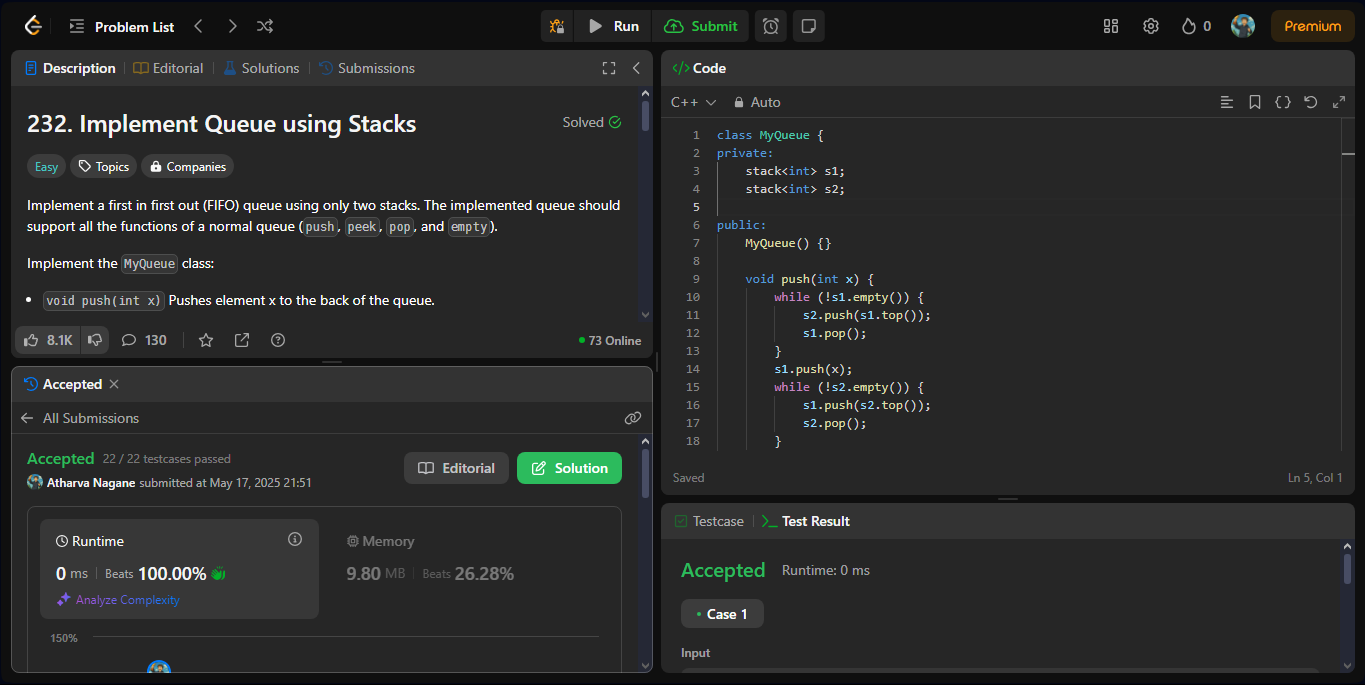 Problem List
Run
Submit
0
Premium
Description
Editorial
Solutions
Submissions
232. Implement Queue using Stacks
Solved
Easy
Topics
Companies
Implement a first in first out (FIFO) queue using only two stacks. The implemented queue should
support all the functions of a normal queue (push, peek, pop, and empty).
Implement the MyQueue class:
• void push(int x) Pushes element x to the back of the queue.
8.1K
130
73 Online
Accepted
All Submissions
Accepted 22 / 22 testcases passed
Atharva Nagane submitted at May 17, 2025 21:51
Editorial
Solution
Runtime
0 ms | Beats 100.00%
Analyze Complexity
Memory
9.80 MB | Beats 26.28%
150%
</> Code
C++
Auto
1 class MyQueue {
2 private:
3     stack<int> s1;
4     stack<int> s2;
5
6 public:
7     MyQueue() {}
8
9     void push(int x) {
10         while (!s1.empty()) {
11             s2.push(s1.top());
12             s1.pop();
13         }
14         s1.push(x);
15         while (!s2.empty()) {
16             s1.push(s2.top());
17             s2.pop();
18         }
Saved
Ln 5, Col 1
Testcase
>_ Test Result
Accepted
Runtime: 0 ms
• Case 1
Input